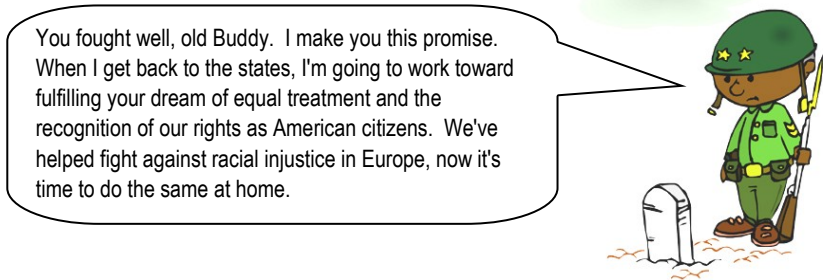 You fought well, old Buddy.  I make you this promise.
When I get back to the states, I'm going to work toward
fulfilling your dream of equal treatment and the
recognition of our rights as American citizens.  We've
helped fight against racial injustice in Europe, now it's
time to do the same at home.